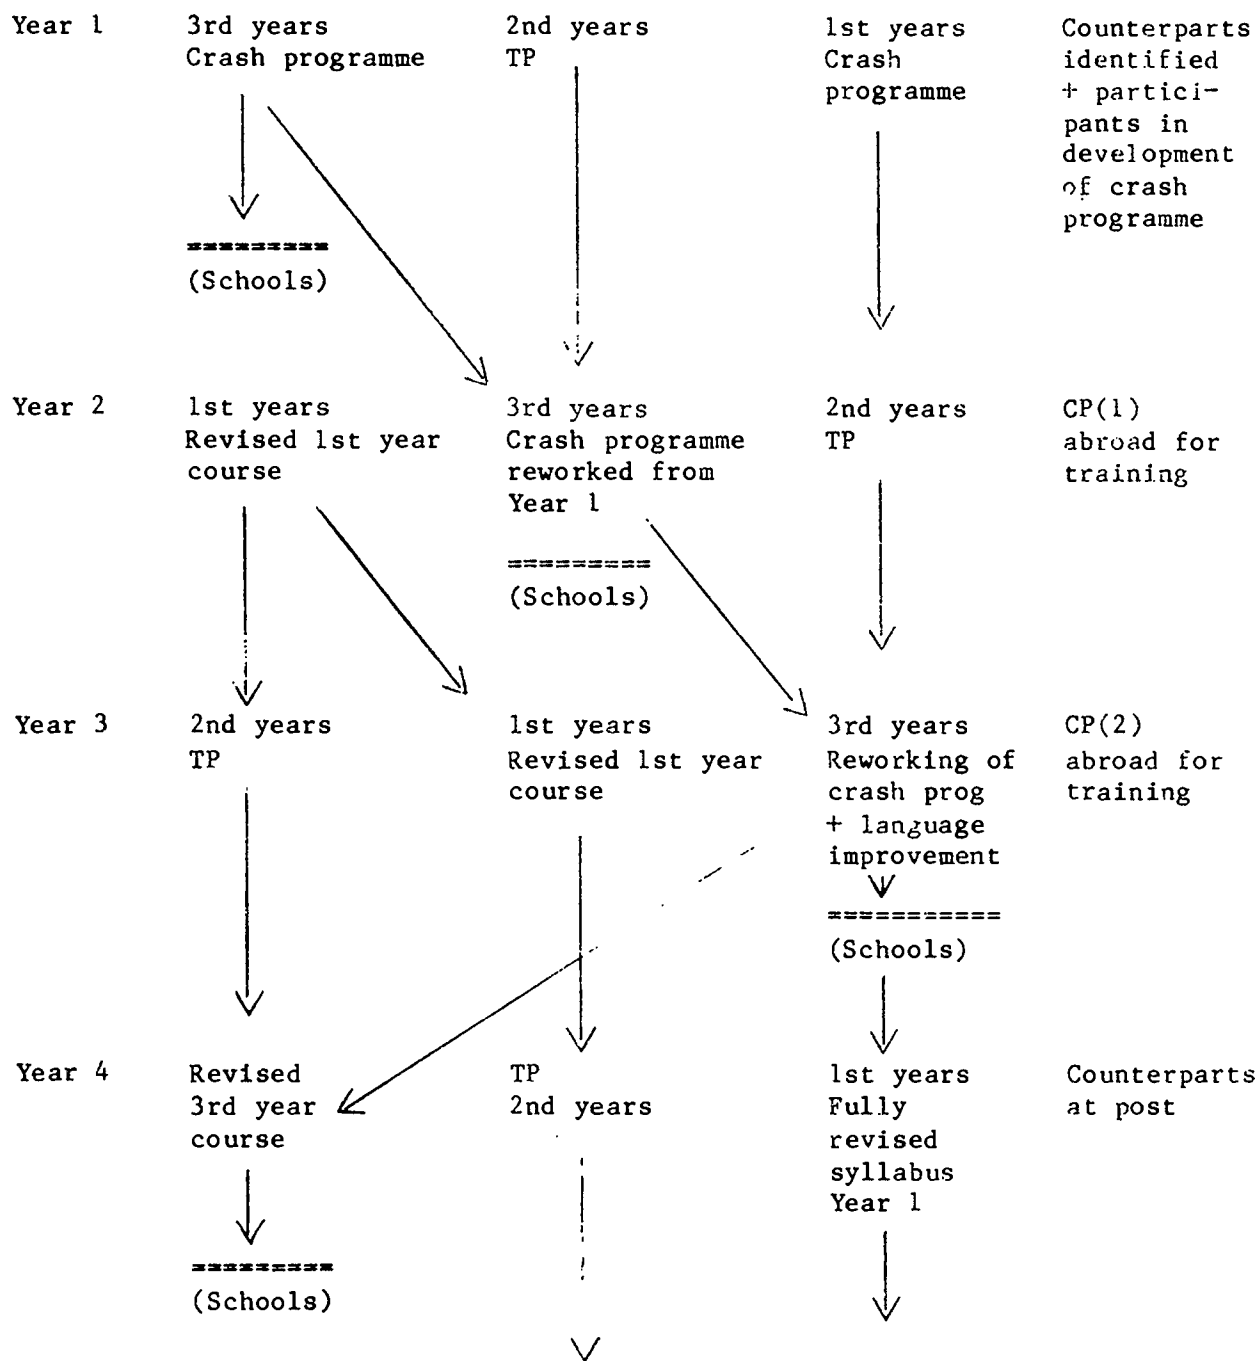 Year 1 3rd years 2nd years 1st years Counterparts
Crash programme TP Crash identified
programme + partici-
pants in
development
of crash
programme
=========
(Schools)
Year 2 1st years 3rd years 2nd years CP(1)
Revised 1st year Crash programme TP abroad for
course reworked from training
Year 1
=========
(Schools)
Year 3 2nd years 1st years 3rd years CP(2)
TP Revised 1st year Reworking of abroad for
course crash prog training
+ language
improvement
===========
(Schools)
Year 4 Revised TP 1st years Counterparts
3rd year 2nd years Fully at post
course revised
syllabus
Year 1
=========
(Schools)